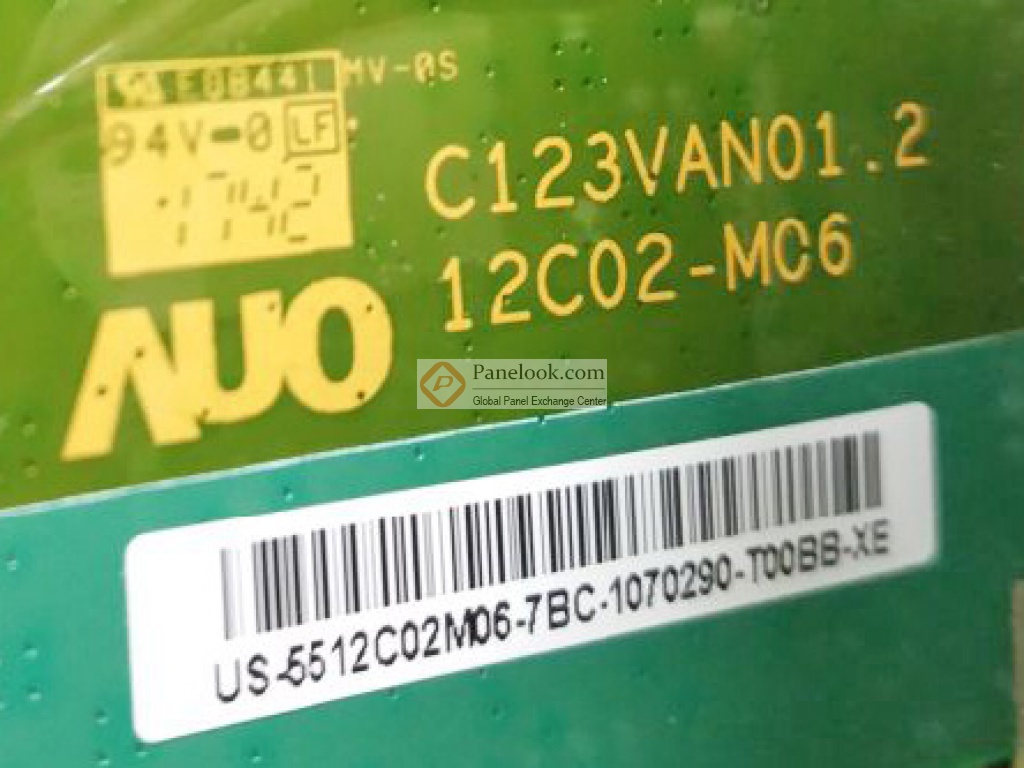 E88441 MV-0S
94V-0 LF
1742
C123VAN01.2
12C02-MC6
AUO
Panelook.com
Global Panel Exchange Center
US-5512C02M06-7BC-1070290-T00BB-XE